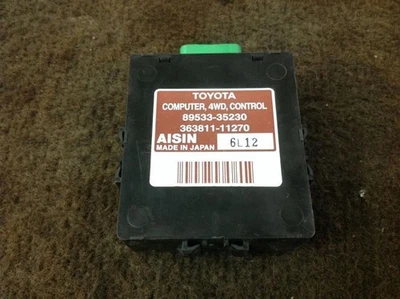 TOYOTA
COMPUTER, 4WD, CONTROL
89533-35230
363811-11270
AISIN 6L12
MADE IN JAPAN